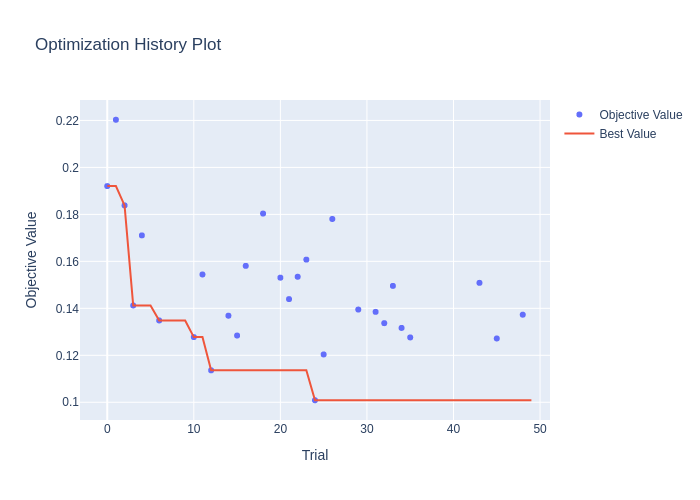 Optimization History Plot
Objective Value
Best Value
0.22
0.2
0.18
0.16
0.14
0.12
0.1
Objective Value
0
10
20
30
40
50
Trial